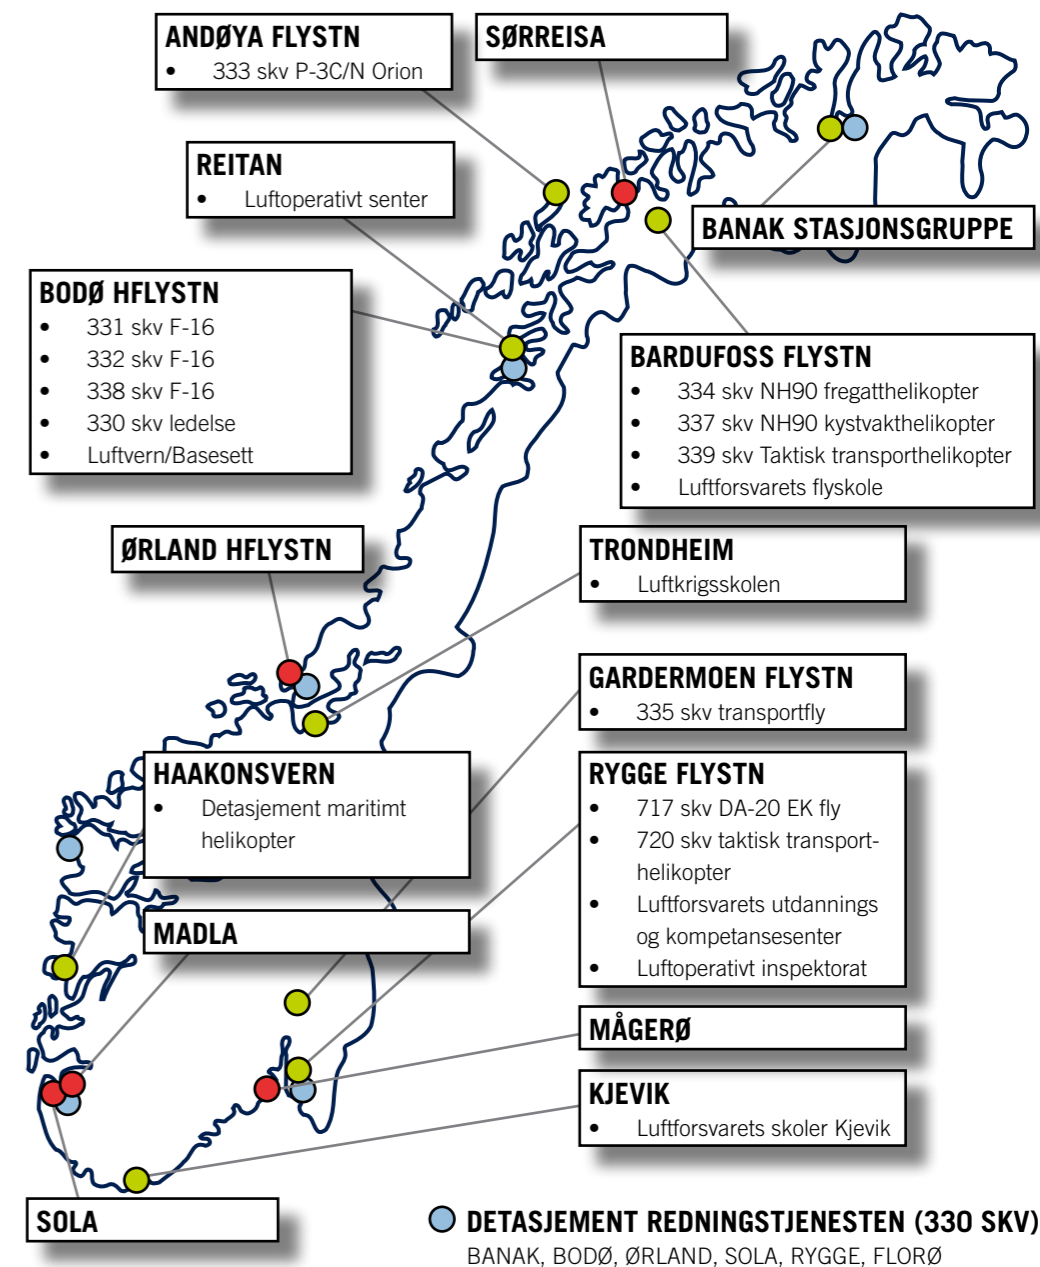 ANDØYA FLYSTN
• 333 skv P-3C/N Orion
SØRREISA
REITAN
• Luftoperativt senter
BANAK STASJONSGRUPPE
BODØ HFLYSTN
• 331 skv F-16
• 332 skv F-16
• 338 skv F-16
• 330 skv ledelse
• Luftvern/Basesett
BARDUFOSS FLYSTN
• 334 skv NH90 fregatthelikopter
• 337 skv NH90 kystvakthelikopter
• 339 skv Taktisk transporthelikopter
• Luftforsvarets flyskole
ØRLAND HFLYSTN
TRONDHEIM
• Luftkrigsskolen
GARDERMOEN FLYSTN
• 335 skv transportfly
HAAKONSVERN
• Detasjement maritimt
helikopter
RYGGE FLYSTN
• 717 skv DA-20 EK fly
• 720 skv taktisk transport-
helikopter
• Luftforsvarets utdannings
og kompetansesenter
• Luftoperativt inspektorat
MADLA
MÅGERØ
KJEVIK
• Luftforsvarets skoler Kjevik
SOLA
DETASJEMENT REDNINGSTJENESTEN (330 SKV)
BANAK, BODØ, ØRLAND, SOLA, RYGGE, FLORØ